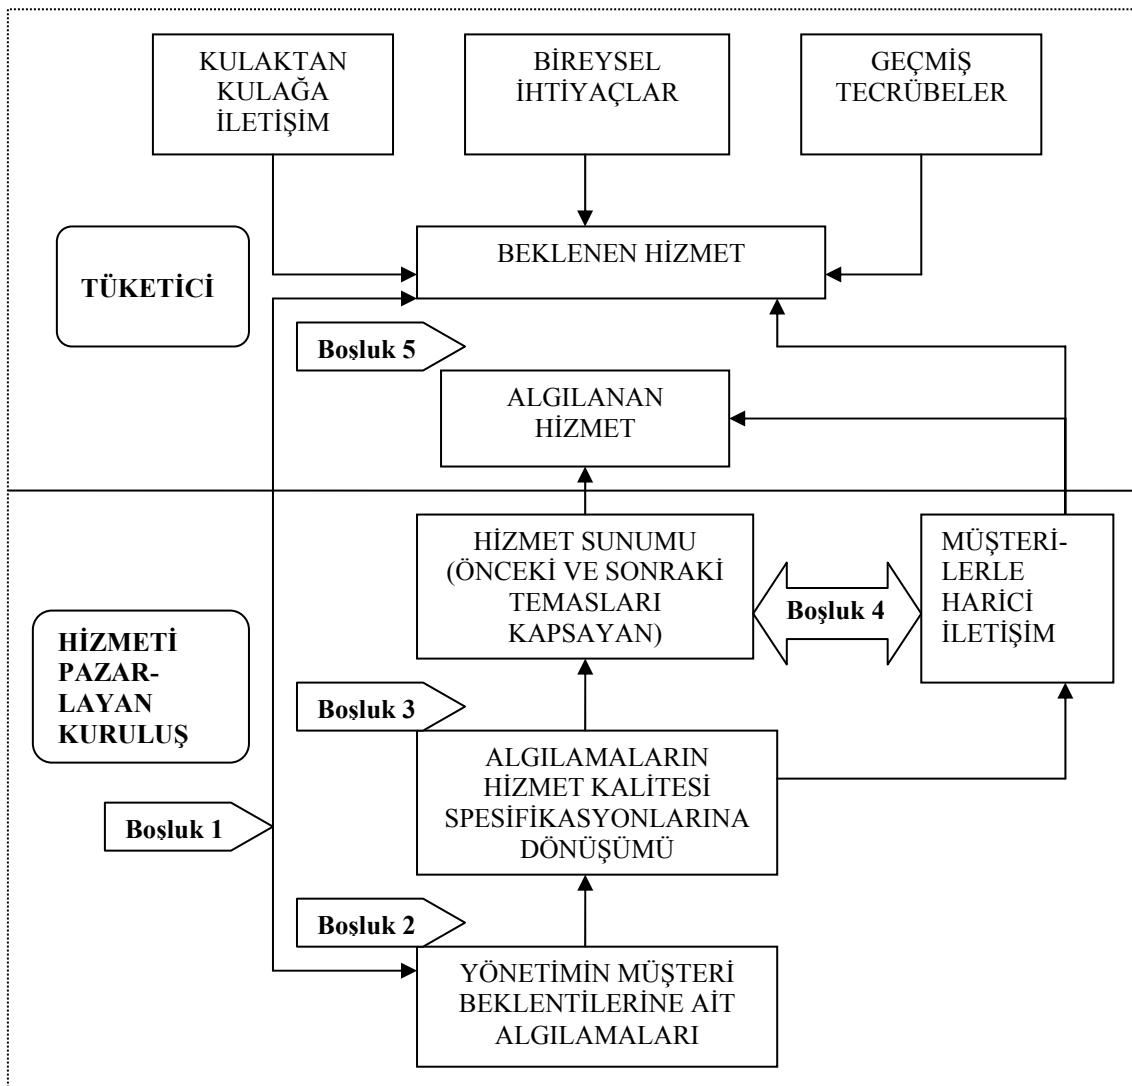 KULAKTAN
KULAĞA
İLETİŞİM
BİREYSEL
İHTİYAÇLAR
GEÇMİŞ
TECRÜBELER
BEKLENEN HİZMET
TÜKETİCİ
Boşluk 5
ALGILANAN
HİZMET
HİZMET SUNUMU
(ÖNCEKİ VE SONRAKİ
TEMASLARI
KAPSAYAN)
Boşluk 4
MÜŞTERİ-
LERLE
HARİCİ
İLETİŞİM
HİZMETİ
PAZAR-
LAYAN
KURULUŞ
Boşluk 3
ALGILAMALARIN
HİZMET KALİTESİ
SPESİFİKASYONLARINA
DÖNÜŞÜMÜ
Boşluk 1
Boşluk 2
YÖNETİMİN MÜŞTERİ
BEKLENTİLERİNE AİT
ALGILAMALARI